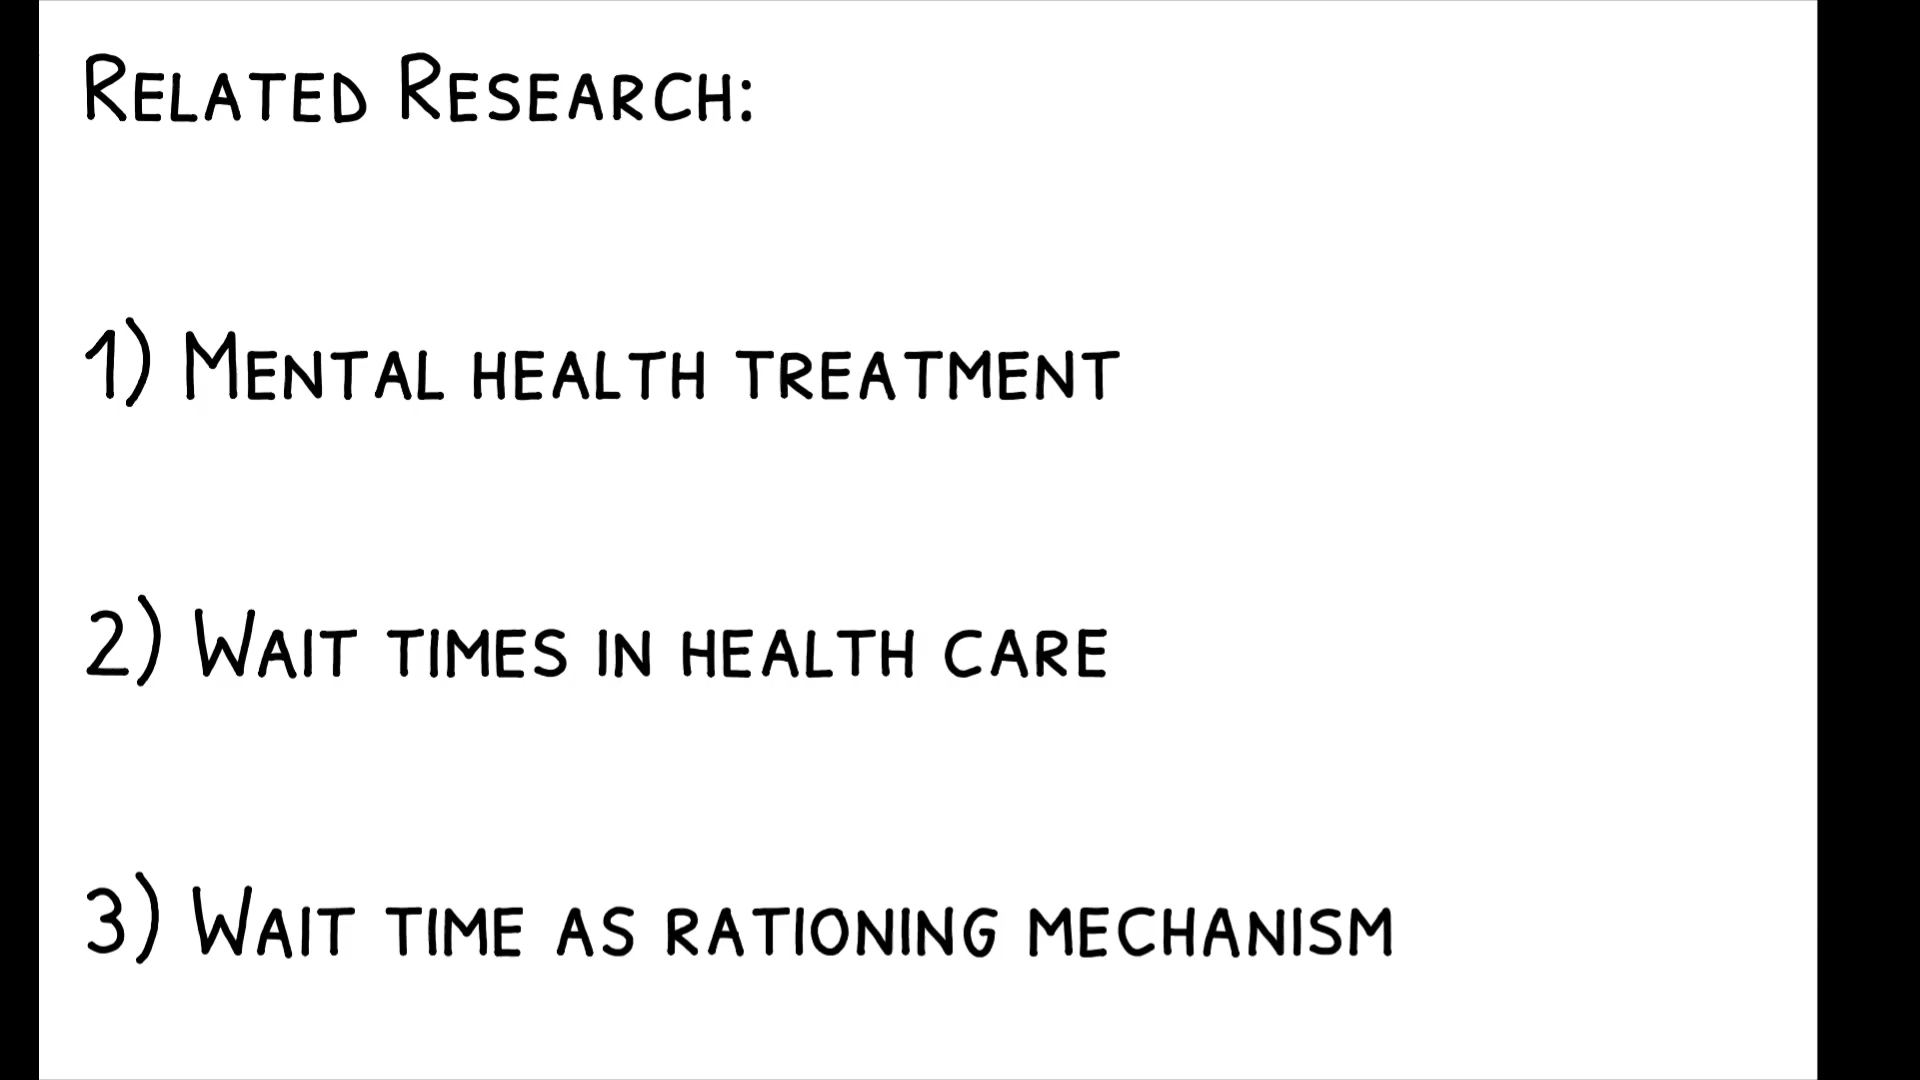 Related Research:
1) Mental health treatment
2) Wait times in health care
3) Wait time as rationing mechanism